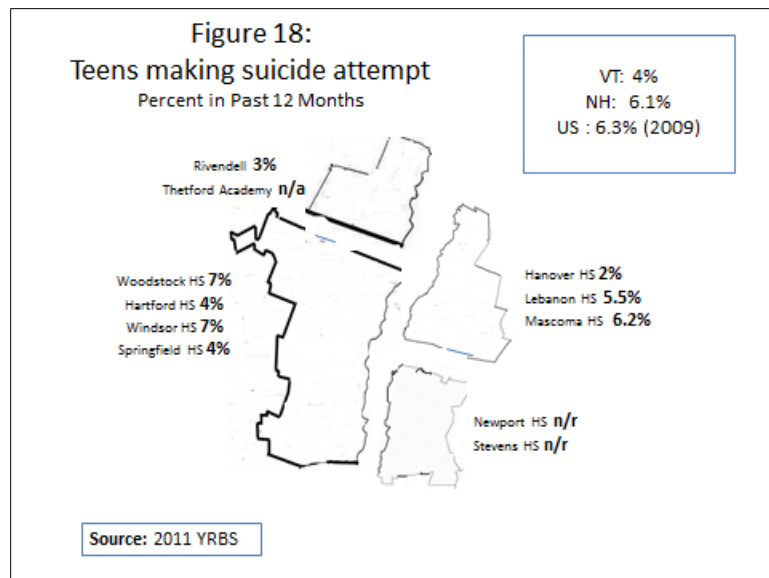 Figure 18:
Teens making suicide attempt
Percent in Past 12 Months
VT: 4%
NH: 6.1%
US : 6.3% (2009)
Rivendell 3%
Thetford Academy n/a
Woodstock HS 7%
Hartford HS 4%
Windsor HS 7%
Springfield HS 4%
Hanover HS 2%
Lebanon HS 5.5%
Mascoma HS 6.2%
Newport HS n/r
Stevens HS n/r
Source: 2011 YRBS